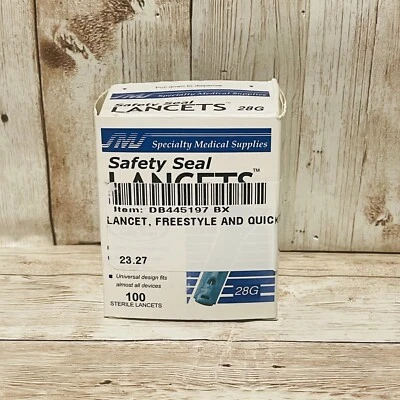 Safety Seal
LANCETS™ 28G
SMS Specialty Medical Supplies
Safety Seal
LANCETS™
Item: DB445197 BX
LANCET, FREESTYLE AND QUICK
23.27
Universal design fits
almost all devices
100
STERILE LANCETS
28G